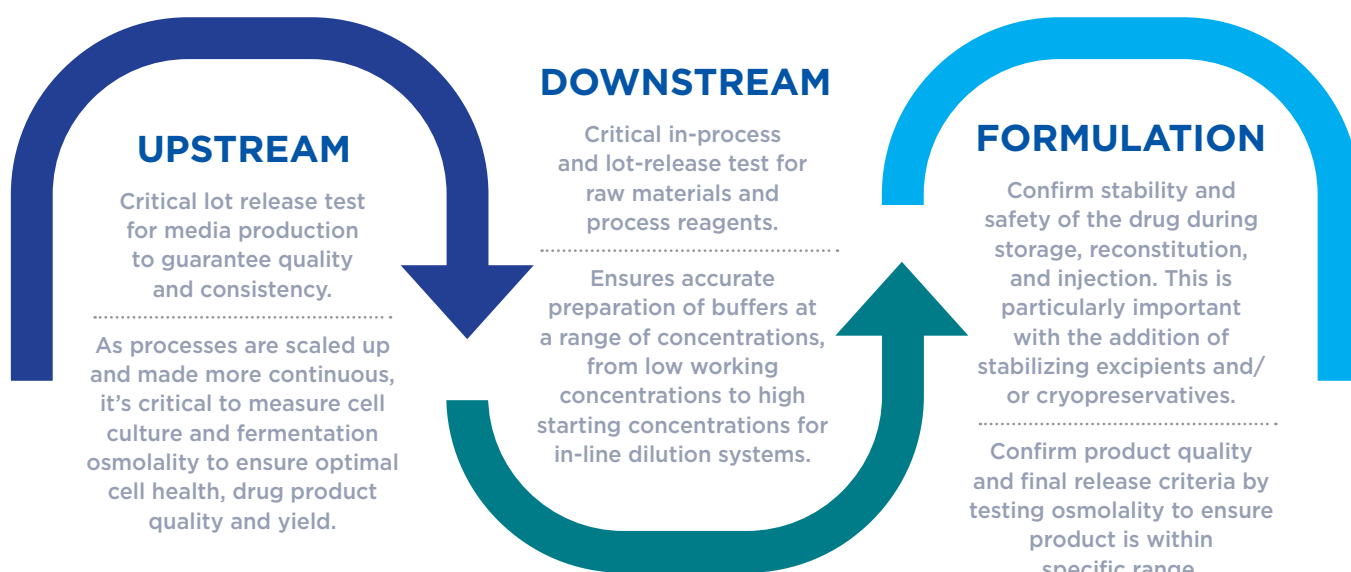 UPSTREAM
Critical lot release test
for media production
to guarantee quality
and consistency.
As processes are scaled up
and made more continuous,
it's critical to measure cell
culture and fermentation
osmolality to ensure optimal
cell health, drug product
quality and yield.
DOWNSTREAM
Critical in-process
and lot-release test for
raw materials and
process reagents.
Ensures accurate
preparation of buffers at
a range of concentrations,
from low working
concentrations to high
starting concentrations for
in-line dilution systems.
FORMULATION
Confirm stability and
safety of the drug during
storage, reconstitution,
and injection. This is
particularly important
with the addition of
stabilizing excipients and/
or cryopreservatives.
Confirm product quality
and final release criteria by
testing osmolality to ensure
product is within
specific range